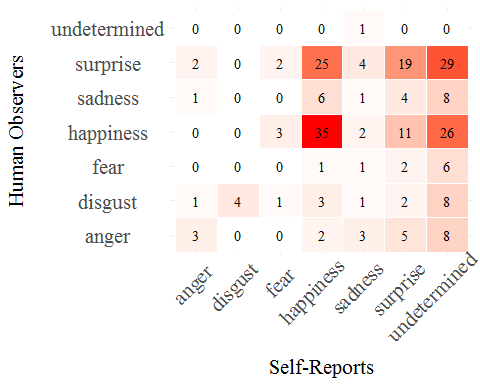 Human Observers
undetermined 0 0 0 0 1 0 0
surprise 2 0 2 25 4 19 29
sadness 1 0 0 6 1 4 8
happiness 0 0 3 35 2 11 26
fear 0 0 0 1 1 2 6
disgust 1 4 1 3 1 2 8
anger 3 0 0 2 3 5 8
anger disgust fear happiness sadness surprise undetermined
Self-Reports